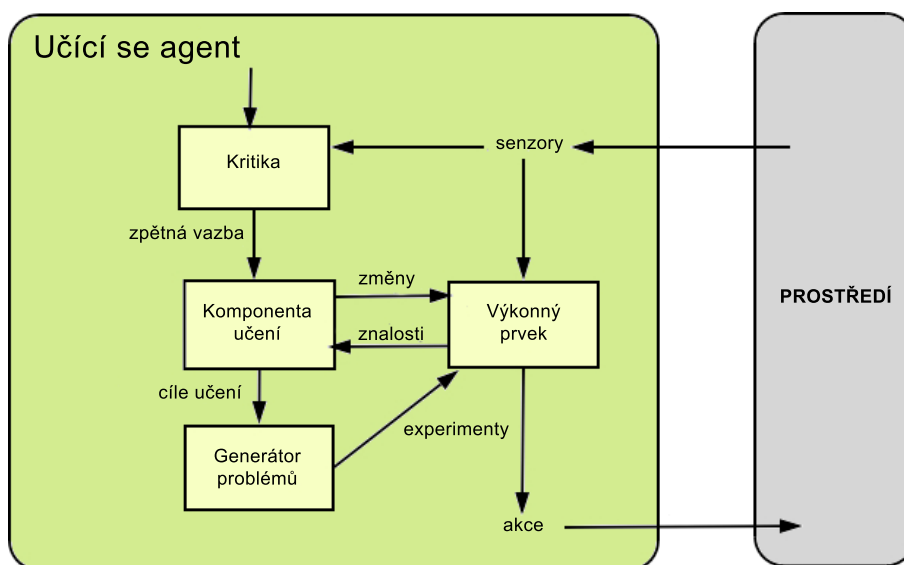 Učící se agent
senzory
Kritika
zpětná vazba
změny
Komponenta
učení
Výkonný
prvek
PROSTŘEDÍ
znalosti
cíle učení
experimenty
Generátor
problémů
akce